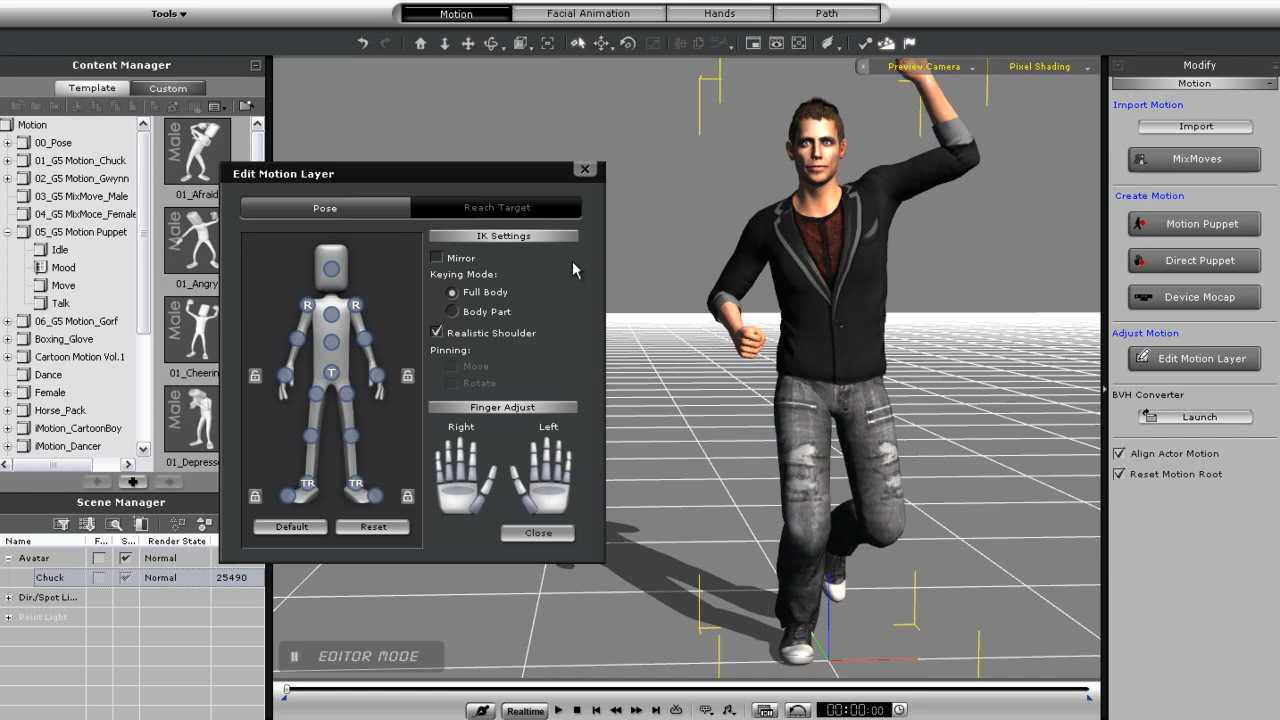 Tools
Motion
Facial Animation
Hands
Path
Content Manager
Template
Custom
Motion
00_Pose
01_G5 Motion_Chuck
02_G5 Motion_Gwynn
03_G5 MixMove_Male
04_G5 MixMoce_Female
05_G5 Motion Puppet
Idle
Mood
Move
Talk
06_G5 Motion_Gorf
Boxing_Glove
Cartoon Motion Vol.1
Dance
Female
Horse_Pack
iMotion_CartoonBoy
iMotion_Dancer
Male
01_Afraid
Male
01_Angry
Male
01_Cheerin
Male
01_Depress
Edit Motion Layer
Pose
Reach Target
R
R
T
TR
TR
Default
Reset
IK Settings
Mirror
Keying Mode:
Full Body
Body Part
Realistic Shoulder
Pinning:
Move
Rotate
Finger Adjust
Right
Left
Close
Preview Camera
Pixel Shading
EDITOR MODE
Modify
Motion
Import Motion
Import
MixMoves
Create Motion
Motion Puppet
Direct Puppet
Device Mocap
Adjust Motion
Edit Motion Layer
BVH Converter
Launch
Align Actor Motion
Reset Motion Root
Scene Manager
Name F... S... Render State
Avatar Normal
Chuck Normal 25490
Dir./Spot Li...
Point Light
Realtime
00:00:00